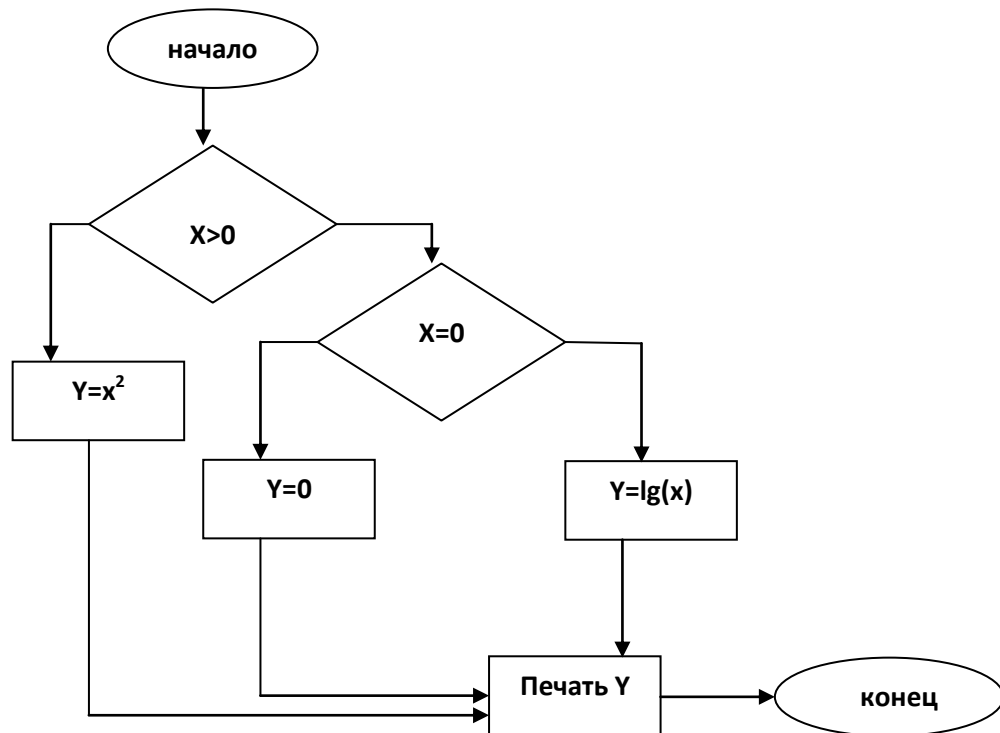 начало
X>0
X=0
Y=x²
Y=0
Y=lg(x)
Печать Y
конец